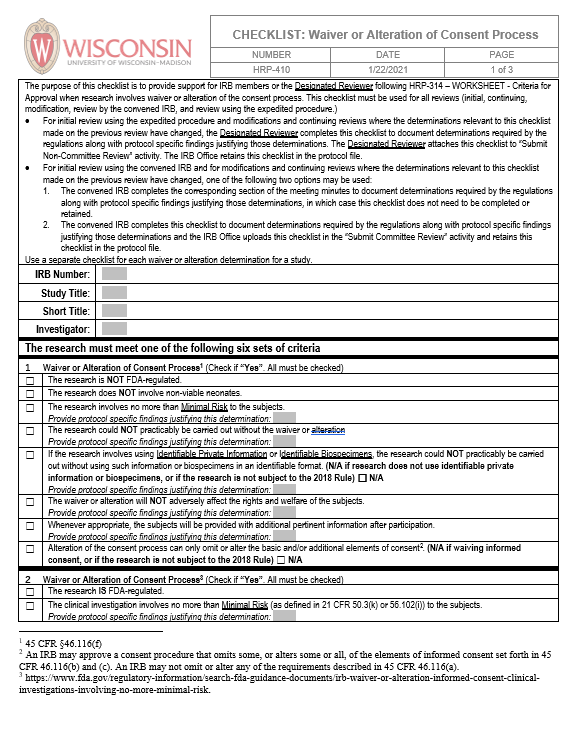 WISCONSIN
UNIVERSITY OF WISCONSIN-MADISON
CHECKLIST: Waiver or Alteration of Consent Process
NUMBER DATE PAGE
HRP-410 1/22/2021 1 of 3
The purpose of this checklist is to provide support for IRB members or the Designated Reviewer following HRP-314 – WORKSHEET - Criteria for
Approval when research involves waiver or alteration of the consent process. This checklist must be used for all reviews (initial, continuing,
modification, review by the convened IRB, and review using the expedited procedure.)
• For initial review using the expedited procedure and modifications and continuing reviews where the determinations relevant to this checklist
made on the previous review have changed, the Designated Reviewer completes this checklist to document determinations required by the
regulations along with protocol specific findings justifying those determinations. The Designated Reviewer attaches this checklist to “Submit
Non-Committee Review” activity. The IRB Office retains this checklist in the protocol file.
• For initial review using the convened IRB and for modifications and continuing reviews where the determinations relevant to this checklist
made on the previous review have changed, one of the following two options may be used:
1. The convened IRB completes the corresponding section of the meeting minutes to document determinations required by the regulations
along with protocol specific findings justifying those determinations, in which case this checklist does not need to be completed or
retained.
2. The convened IRB completes this checklist to document determinations required by the regulations along with protocol specific findings
justifying those determinations and the IRB Office uploads this checklist in the “Submit Committee Review” activity and retains this
checklist in the protocol file.
Use a separate checklist for each waiver or alteration determination for a study.
IRB Number:
Study Title:
Short Title:
Investigator:
The research must meet one of the following six sets of criteria
1 Waiver or Alteration of Consent Process1 (Check if “Yes”. All must be checked)
☐ The research is NOT FDA-regulated.
☐ The research does NOT involve non-viable neonates.
☐ The research involves no more than Minimal Risk to the subjects.
Provide protocol specific findings justifying this determination:
☐ The research could NOT practicably be carried out without the waiver or alteration
Provide protocol specific findings justifying this determination:
☐ If the research involves using Identifiable Private Information or Identifiable Biospecimens, the research could NOT practicably be carried
out without using such information or biospecimens in an identifiable format. (N/A if research does not use identifiable private
information or biospecimens, or if the research is not subject to the 2018 Rule) ☐ N/A
Provide protocol specific findings justifying this determination:
☐ The waiver or alteration will NOT adversely affect the rights and welfare of the subjects.
Provide protocol specific findings justifying this determination:
☐ Whenever appropriate, the subjects will be provided with additional pertinent information after participation.
Provide protocol specific findings justifying this determination:
☐ Alteration of the consent process can only omit or alter the basic and/or additional elements of consent2. (N/A if waiving informed
consent, or if the research is not subject to the 2018 Rule) ☐ N/A
2 Waiver or Alteration of Consent Process3 (Check if “Yes”. All must be checked)
☐ The research IS FDA-regulated.
☐ The clinical investigation involves no more than Minimal Risk (as defined in 21 CFR 50.3(k) or 56.102(i)) to the subjects.
Provide protocol specific findings justifying this determination:
1 45 CFR §46.116(f)
2 An IRB may approve a consent procedure that omits some, or alters some or all, of the elements of informed consent set forth in 45
CFR 46.116(b) and (c). An IRB may not omit or alter any of the requirements described in 45 CFR 46.116(a).
3 https://www.fda.gov/regulatory-information/search-fda-guidance-documents/irb-waiver-or-alteration-informed-consent-clinical-
investigations-involving-no-more-minimal-risk.